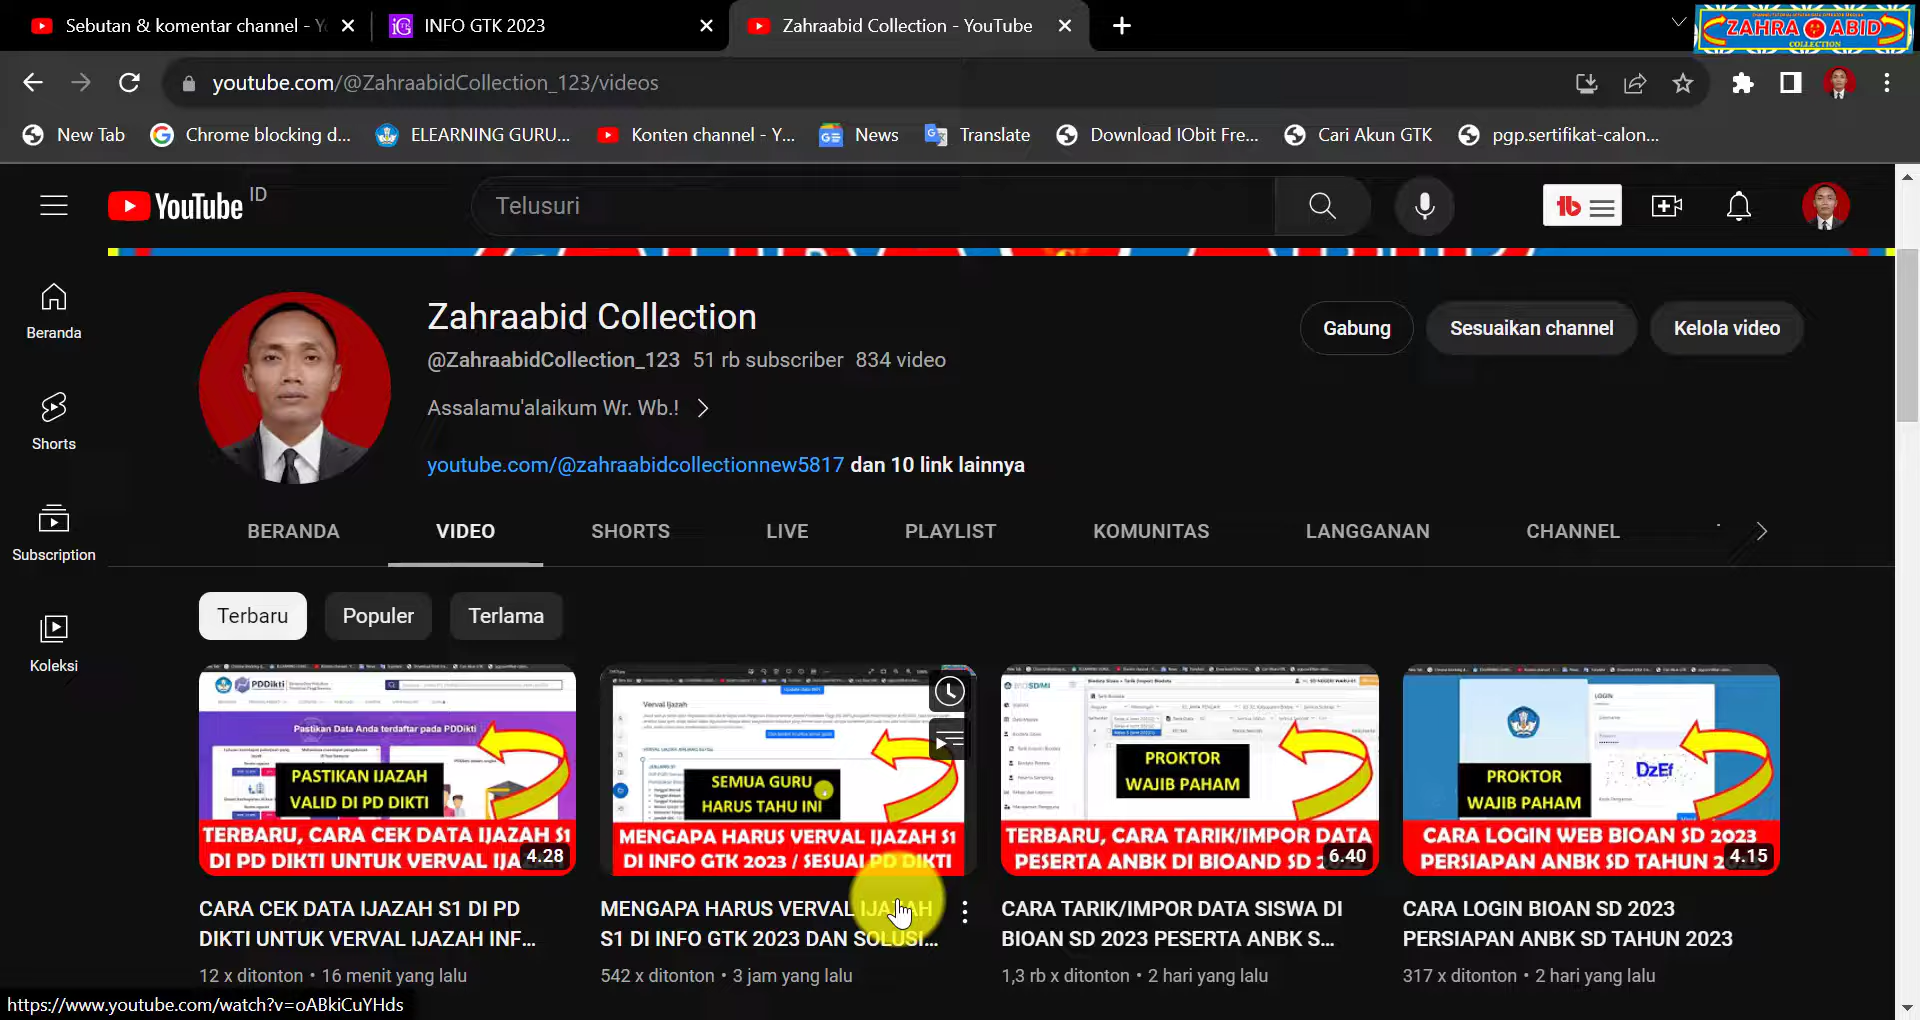 Sebutan & komentar channel - Y
INFO GTK 2023
Zahraabid Collection - YouTube
ZAHRA ABID
COLLECTION
youtube.com/@ZahraabidCollection_123/videos
New Tab
Chrome blocking d...
ELEARNING GURU...
Konten channel - Y...
News
Translate
Download IObit Fre...
Cari Akun GTK
pgp.sertifikat-calon...
YouTube ID
Telusuri
Beranda
Shorts
Subscription
Koleksi
Zahraabid Collection
@ZahraabidCollection_123 51 rb subscriber 834 video
Assalamu'alaikum Wr. Wb.!
youtube.com/@zahraabidcollectionnew5817 dan 10 link lainnya
Gabung
Sesuaikan channel
Kelola video
BERANDA
VIDEO
SHORTS
LIVE
PLAYLIST
KOMUNITAS
LANGGANAN
CHANNEL
Terbaru
Populer
Terlama
PDDikti
Pastikan Data Anda terdaftar pada PDDikti
PASTIKAN IJAZAH
VALID DI PD DIKTI
TERBARU, CARA CEK DATA IJAZAH S1
DI PD DIKTI UNTUK VERVAL
4.28
CARA CEK DATA IJAZAH S1 DI PD
DIKTI UNTUK VERVAL IJAZAH INF...
12 x ditonton • 16 menit yang lalu
Verval Ijazah
SEMUA GURU
HARUS TAHU INI
MENGAPA HARUS VERVAL IJAZAH S1
DI INFO GTK 2023 / SESUAI PD DIKTI
MENGAPA HARUS VERVAL IJAZAH
S1 DI INFO GTK 2023 DAN SOLUSI...
542 x ditonton • 3 jam yang lalu
PROKTOR
WAJIB PAHAM
TERBARU, CARA TARIK/IMPOR DATA
PESERTA ANBK DI BIOAND SD
6.40
CARA TARIK/IMPOR DATA SISWA DI
BIOAN SD 2023 PESERTA ANBK S...
1,3 rb x ditonton • 2 hari yang lalu
LOGIN
DzEf
PROKTOR
WAJIB PAHAM
CARA LOGIN WEB BIOAN SD 2023
PERSIAPAN ANBK SD TAHUN
4.15
CARA LOGIN BIOAN SD 2023
PERSIAPAN ANBK SD TAHUN 2023
317 x ditonton • 2 hari yang lalu
https://www.youtube.com/watch?v=oABkiCuYHds